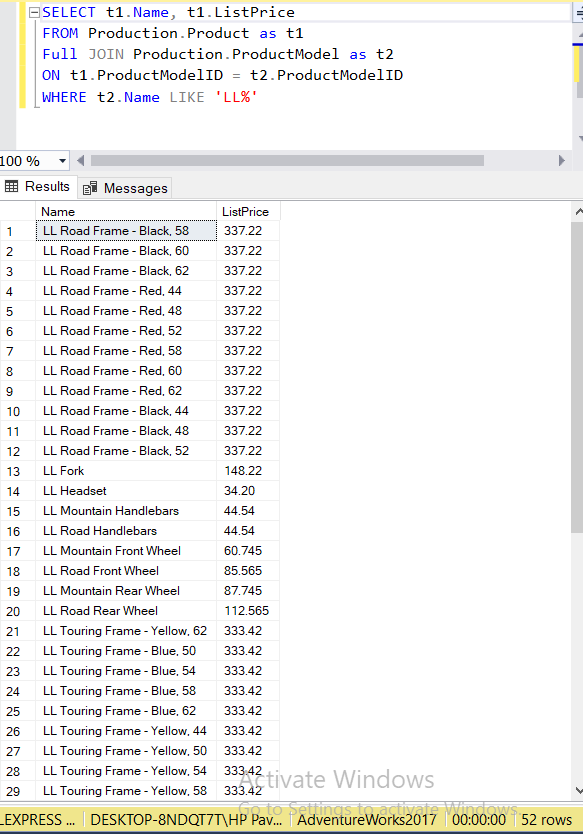 SELECT t1.Name, t1.ListPrice
FROM Production.Product as t1
Full JOIN Production.ProductModel as t2
ON t1.ProductModelID = t2.ProductModelID
WHERE t2.Name LIKE 'LL%'
100 %
Results Messages
Name ListPrice
1 LL Road Frame - Black, 58 337.22
2 LL Road Frame - Black, 60 337.22
3 LL Road Frame - Black, 62 337.22
4 LL Road Frame - Red, 44 337.22
5 LL Road Frame - Red, 48 337.22
6 LL Road Frame - Red, 52 337.22
7 LL Road Frame - Red, 58 337.22
8 LL Road Frame - Red, 60 337.22
9 LL Road Frame - Red, 62 337.22
10 LL Road Frame - Black, 44 337.22
11 LL Road Frame - Black, 48 337.22
12 LL Road Frame - Black, 52 337.22
13 LL Fork 148.22
14 LL Headset 34.20
15 LL Mountain Handlebars 44.54
16 LL Road Handlebars 44.54
17 LL Mountain Front Wheel 60.745
18 LL Road Front Wheel 85.565
19 LL Mountain Rear Wheel 87.745
20 LL Road Rear Wheel 112.565
21 LL Touring Frame - Yellow, 62 333.42
22 LL Touring Frame - Blue, 50 333.42
23 LL Touring Frame - Blue, 54 333.42
24 LL Touring Frame - Blue, 58 333.42
25 LL Touring Frame - Blue, 62 333.42
26 LL Touring Frame - Yellow, 44 333.42
27 LL Touring Frame - Yellow, 50 333.42
28 LL Touring Frame - Yellow, 54 333.42
29 LL Touring Frame - Yellow, 58 333.42
Activate Windows
Go to Settings to activate Windows.
LEXPRESS ... DESKTOP-8NDQT7T\HP Pav... AdventureWorks2017 00:00:00 52 rows